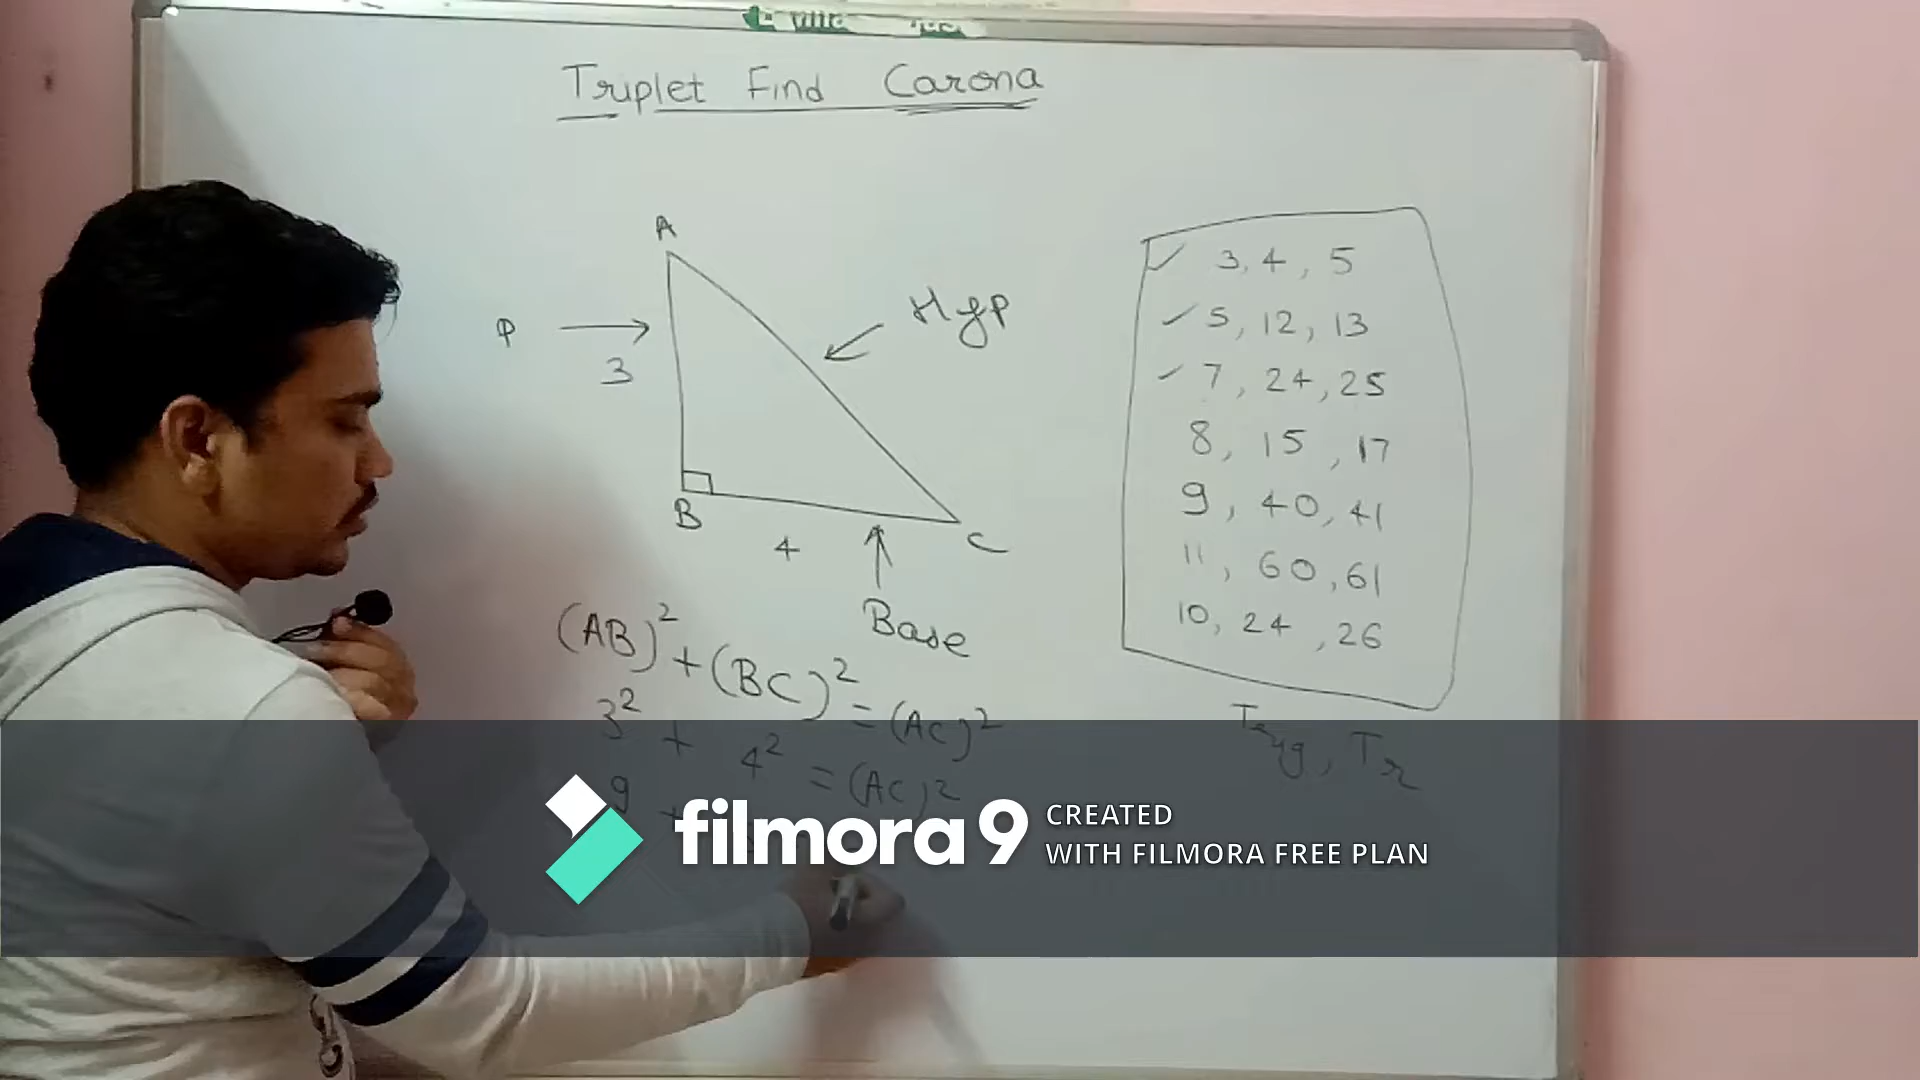 Triplet Find Carona
A
P
3
Hyp
B
4
C
Base
(AB)² + (BC)² = (AC)²
3² + 4² = (AC)²
9 +
3, 4, 5
5, 12, 13
7, 24, 25
8, 15, 17
9, 40, 41
11, 60, 61
10, 24, 26
filmora 9
CREATED
WITH FILMORA FREE PLAN